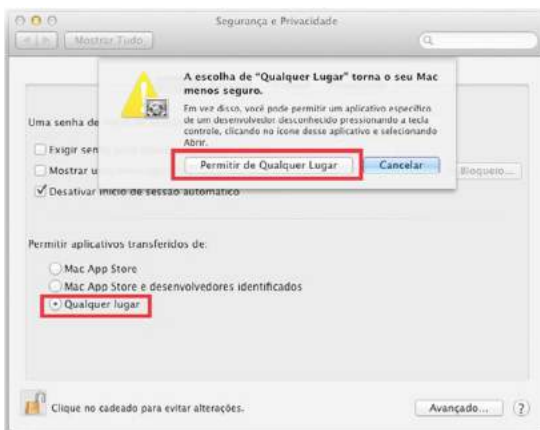 Segurança e Privacidade
Mostrar Tudo
A escolha de “Qualquer Lugar” torna o seu Mac
menos seguro.
Em vez disso, você pode permitir um aplicativo específico
de um desenvolvedor desconhecido pressionando a tecla
controle, clicando no ícone desse aplicativo e selecionando
Abrir.
Permitir de Qualquer Lugar
Cancelar
Uma senha de
Exigir sen
Mostrar u
Bloqueio...
Desativar início de sessão automático
Permitir aplicativos transferidos de:
Mac App Store
Mac App Store e desenvolvedores identificados
Qualquer lugar
Clique no cadeado para evitar alterações.
Avançado...
?